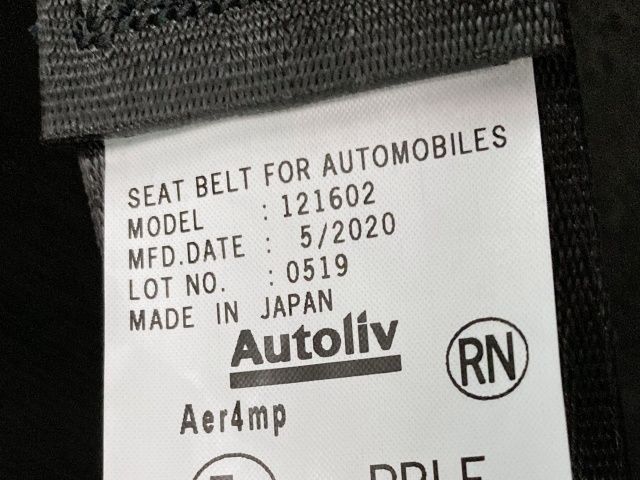 SEAT BELT FOR AUTOMOBILES
MODEL : 121602
MFD.DATE : 5/2020
LOT NO. : 0519
MADE IN JAPAN
Autoliv
RN
Aer4mp